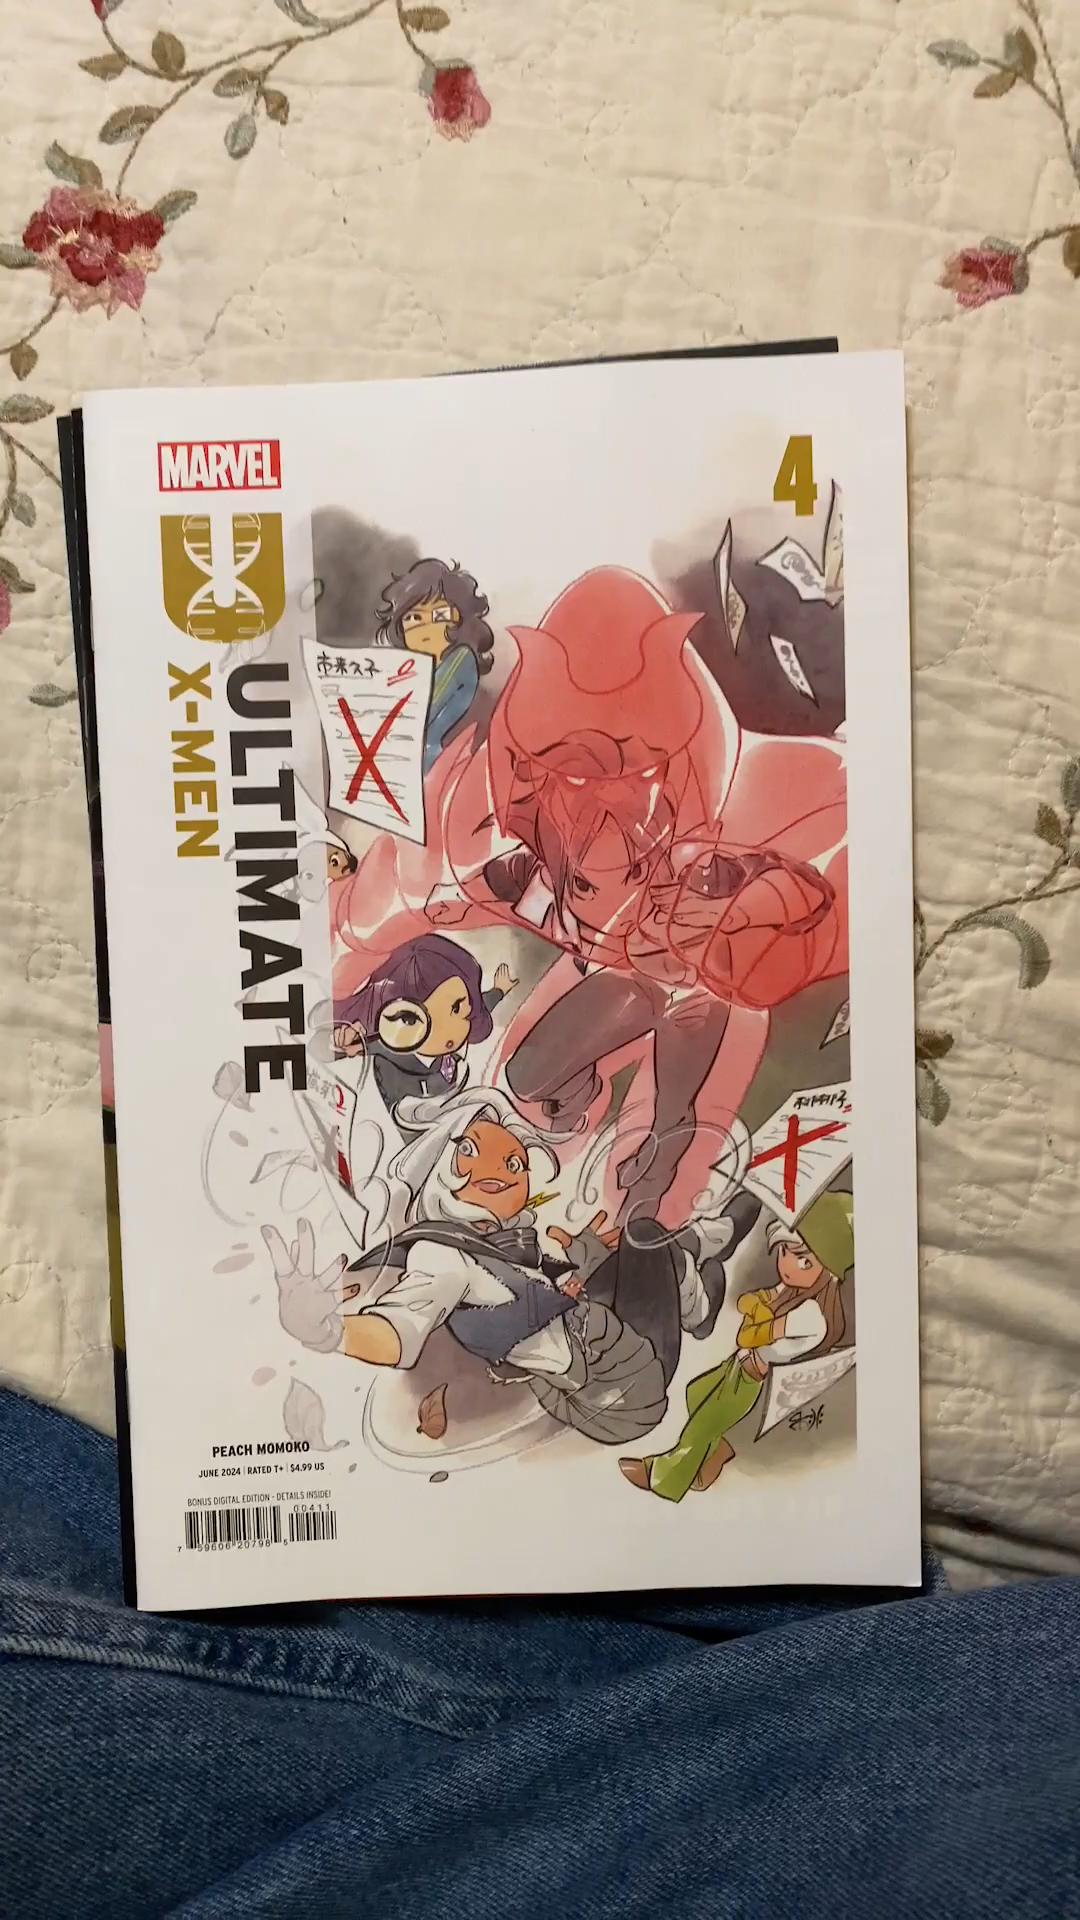 MARVEL
4
ULTIMATE
X-MEN
市来久子
PEACH MOMOKO
JUNE 2024 | RATED T+ | $4.99 US
BONUS DIGITAL EDITION - DETAILS INSIDE!
00411
7 59606 20798 5